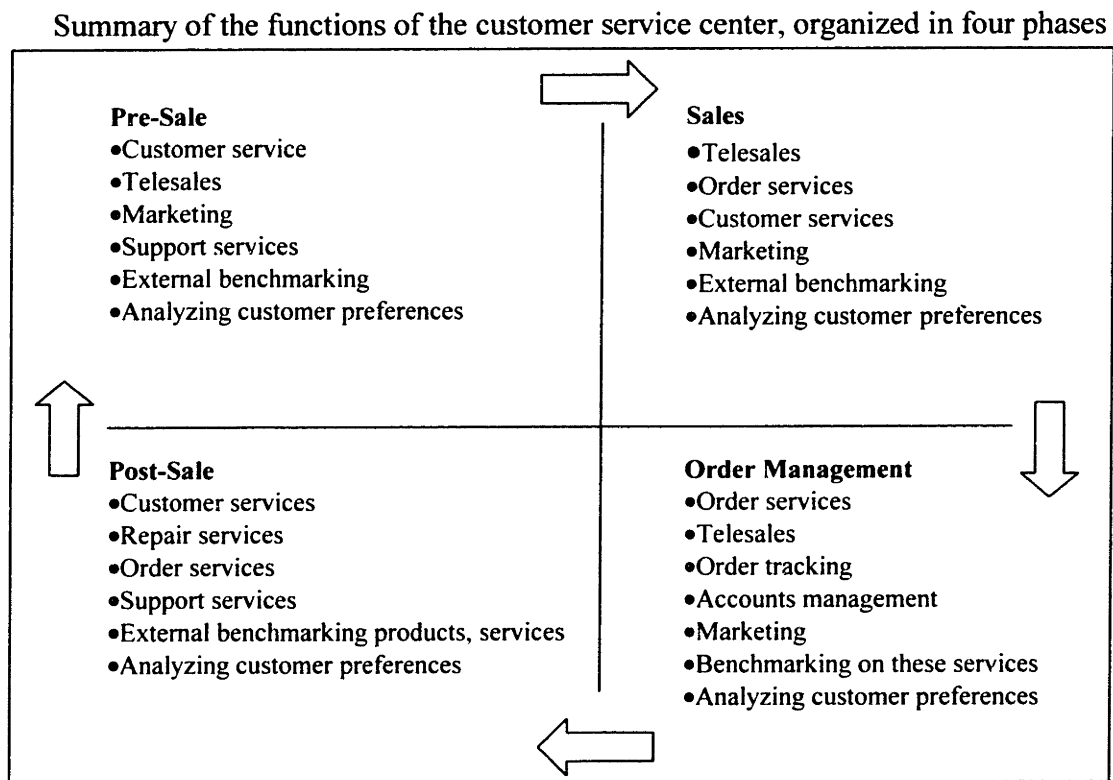 Summary of the functions of the customer service center, organized in four phases
Pre-Sale
•Customer service
•Telesales
•Marketing
•Support services
•External benchmarking
•Analyzing customer preferences
Sales
•Telesales
•Order services
•Customer services
•Marketing
•External benchmarking
•Analyzing customer preferences
Post-Sale
•Customer services
•Repair services
•Order services
•Support services
•External benchmarking products, services
•Analyzing customer preferences
Order Management
•Order services
•Telesales
•Order tracking
•Accounts management
•Marketing
•Benchmarking on these services
•Analyzing customer preferences